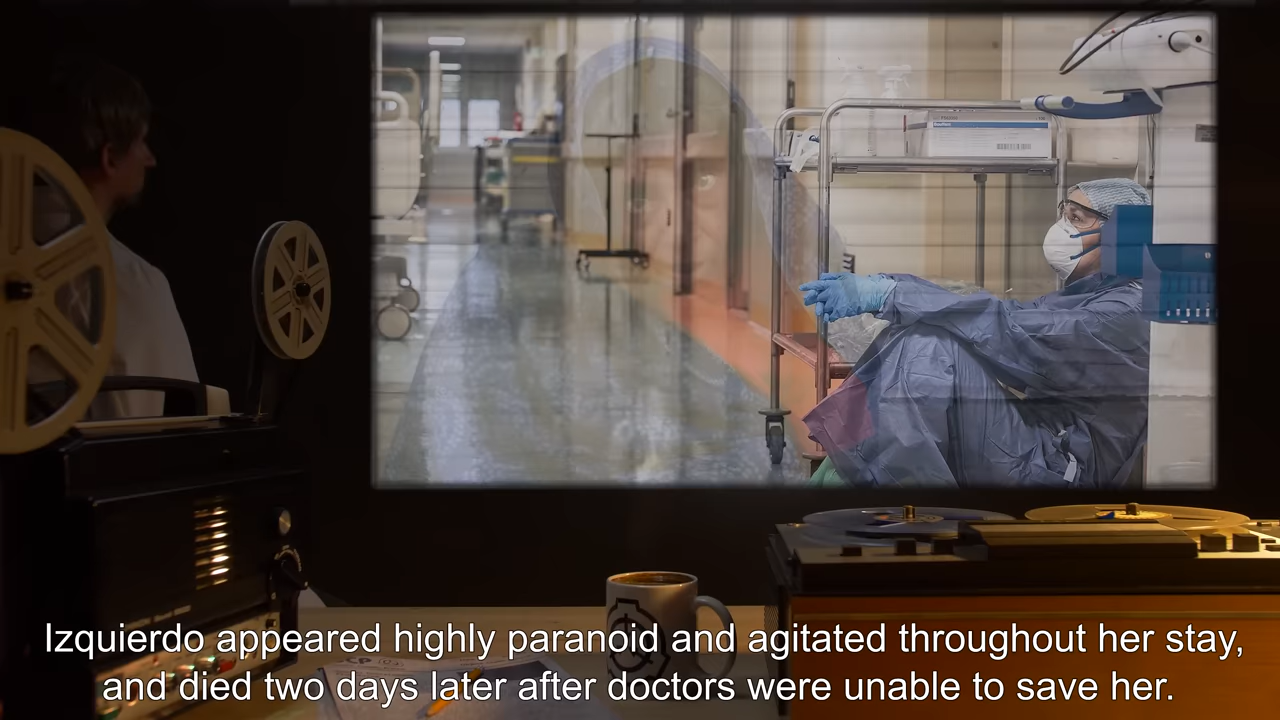 Izquierdo appeared highly paranoid and agitated throughout her stay,
and died two days later after doctors were unable to save her.